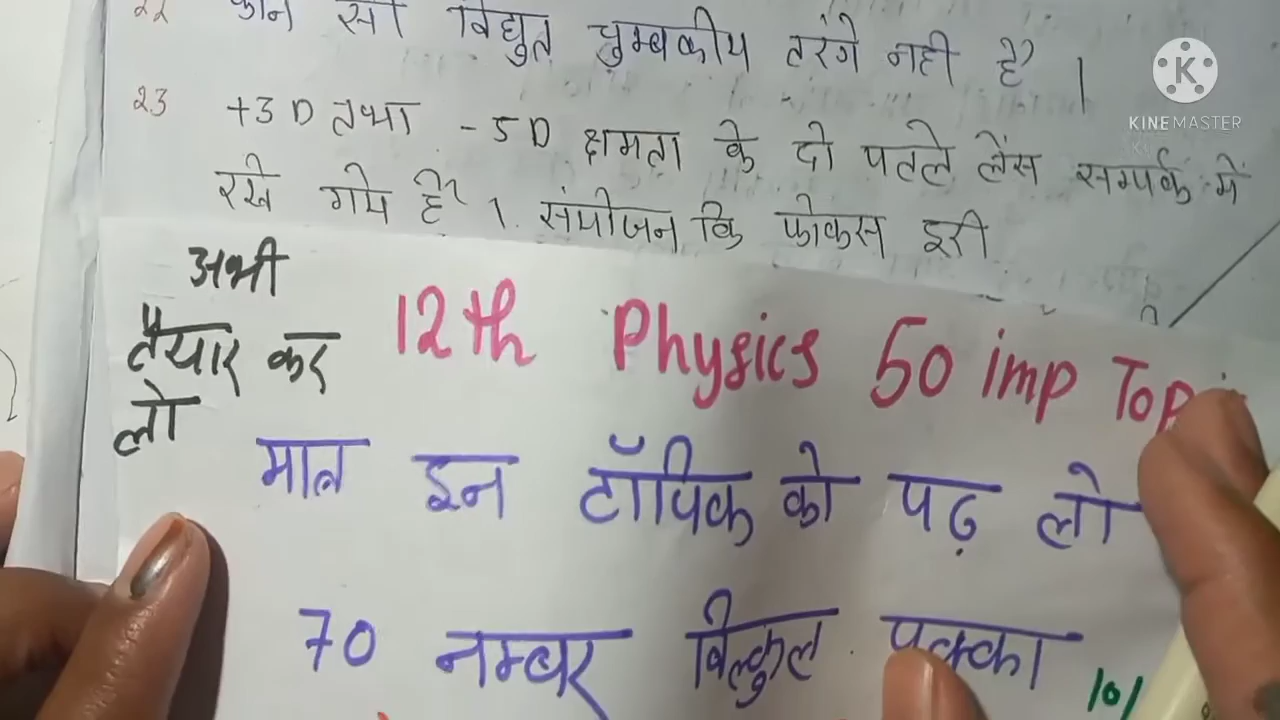 22 कौन सी विद्युत चुम्बकीय तरंगे नही है ।
23 +3 D तथा - 5 D क्षमता के दो पतले लेंस सम्पर्क में
रखे गये हैं । संयोजन कि फोकस दूरी
अभी
तैयार कर
लो
12th Physics 50 imp Top
मात्र इन टॉपिक को पढ़ लो
70 नम्बर बिल्कुल पक्का
KINEMASTER